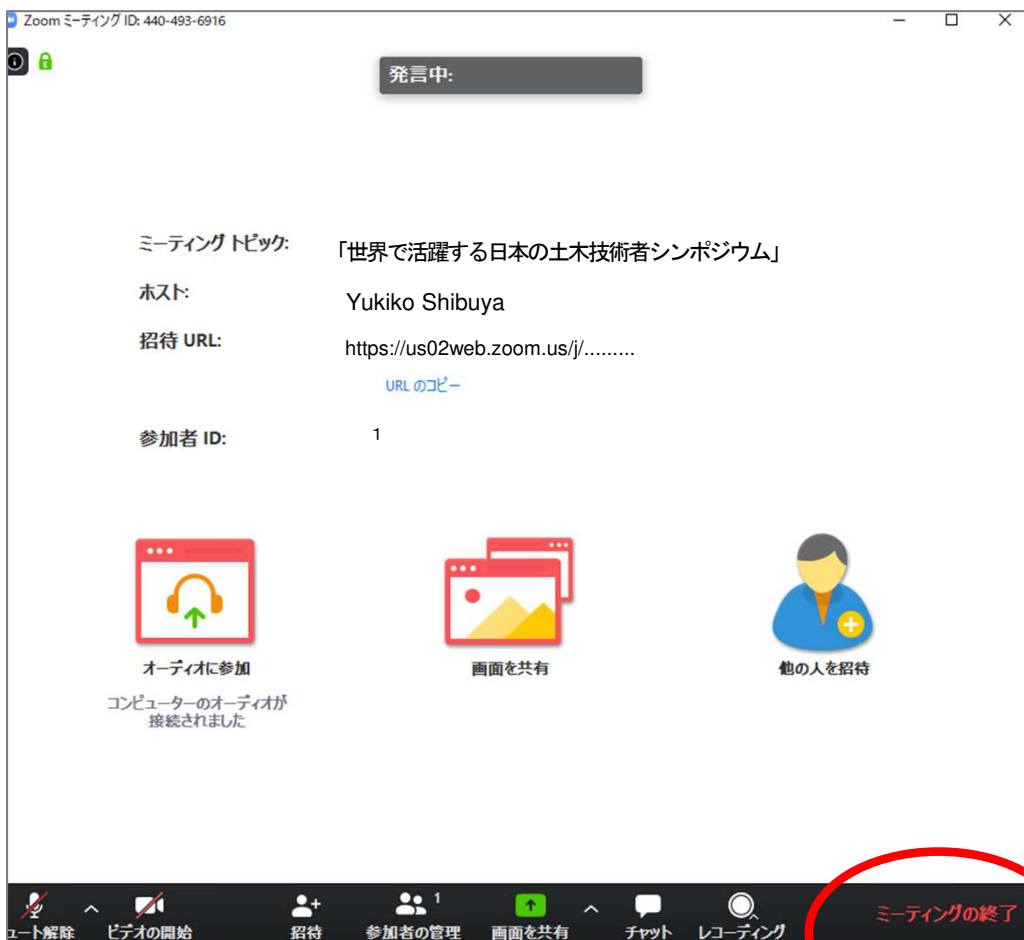 Zoom ミーティング ID: 440-493-6916
発言中:
ミーティング トピック: 「世界で活躍する日本の土木技術者シンポジウム」
ホスト: Yukiko Shibuya
招待 URL: https://us02web.zoom.us/j/.........
URL のコピー
参加者 ID: 1
オーディオに参加
コンピューターのオーディオが
接続されました
画面を共有
他の人を招待
ュート解除 ビデオの開始 招待 参加者の管理 1 画面を共有 チャット レコーディング ミーティングの終了